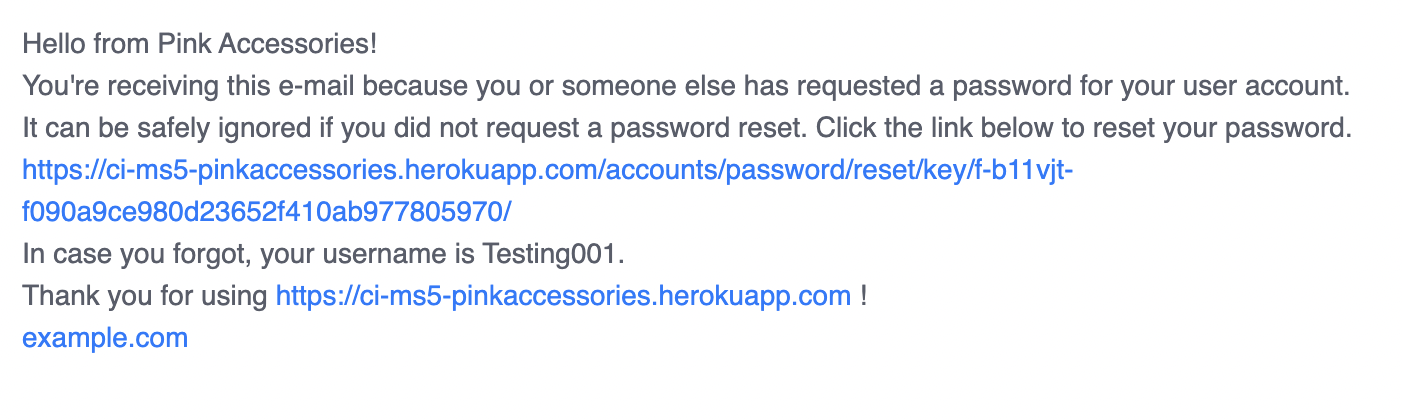 Hello from Pink Accessories!
You're receiving this e-mail because you or someone else has requested a password for your user account.
It can be safely ignored if you did not request a password reset. Click the link below to reset your password.
https://ci-ms5-pinkaccessories.herokuapp.com/accounts/password/reset/key/f-b11vjt-
f090a9ce980d23652f410ab977805970/
In case you forgot, your username is Testing001.
Thank you for using https://ci-ms5-pinkaccessories.herokuapp.com !
example.com